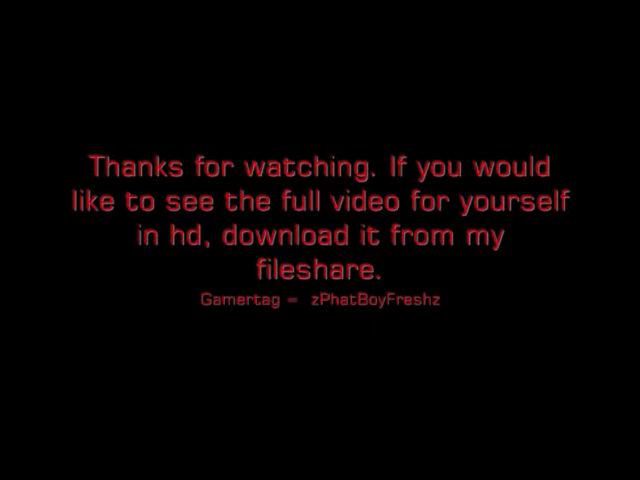 Thanks for watching. If you would
like to see the full video for yourself
in hd, download it from my
fileshare.
Gamertag = zPhatBoyFreshz